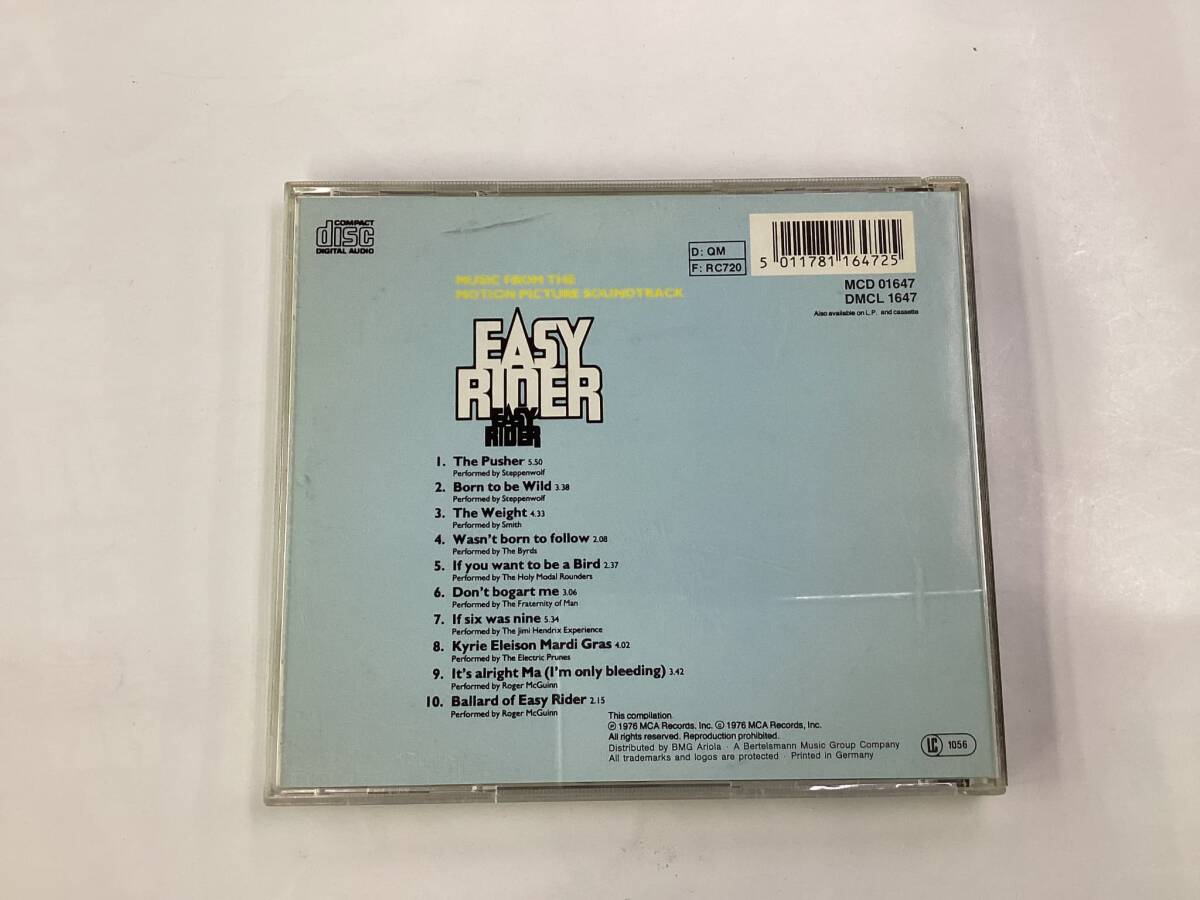 COMPACT
disc
DIGITAL AUDIO
D: QM
F: RC720
5 011781 164725
MCD 01647
DMCL 1647
Also available on L.P. and cassette
MUSIC FROM THE
MOTION PICTURE SOUNDTRACK
EASY
RIDER
EASY
RIDER
1. The Pusher 5.50
Performed by Steppenwolf
2. Born to be Wild 3.38
Performed by Steppenwolf
3. The Weight 4.33
Performed by Smith
4. Wasn't born to follow 2.08
Performed by The Byrds
5. If you want to be a Bird 2.37
Performed by The Holy Modal Rounders
6. Don't bogart me 3.06
Performed by The Fraternity of Man
7. If six was nine 5.34
Performed by The Jimi Hendrix Experience
8. Kyrie Eleison Mardi Gras 4.02
Performed by The Electric Prunes
9. It's alright Ma (I'm only bleeding) 3.42
Performed by Roger McGuinn
10. Ballard of Easy Rider 2.15
Performed by Roger McGuinn
This compilation
℗ 1976 MCA Records, Inc. © 1976 MCA Records, Inc.
All rights reserved. Reproduction prohibited.
Distributed by BMG Ariola · A Bertelsmann Music Group Company
All trademarks and logos are protected · Printed in Germany
LC 1056